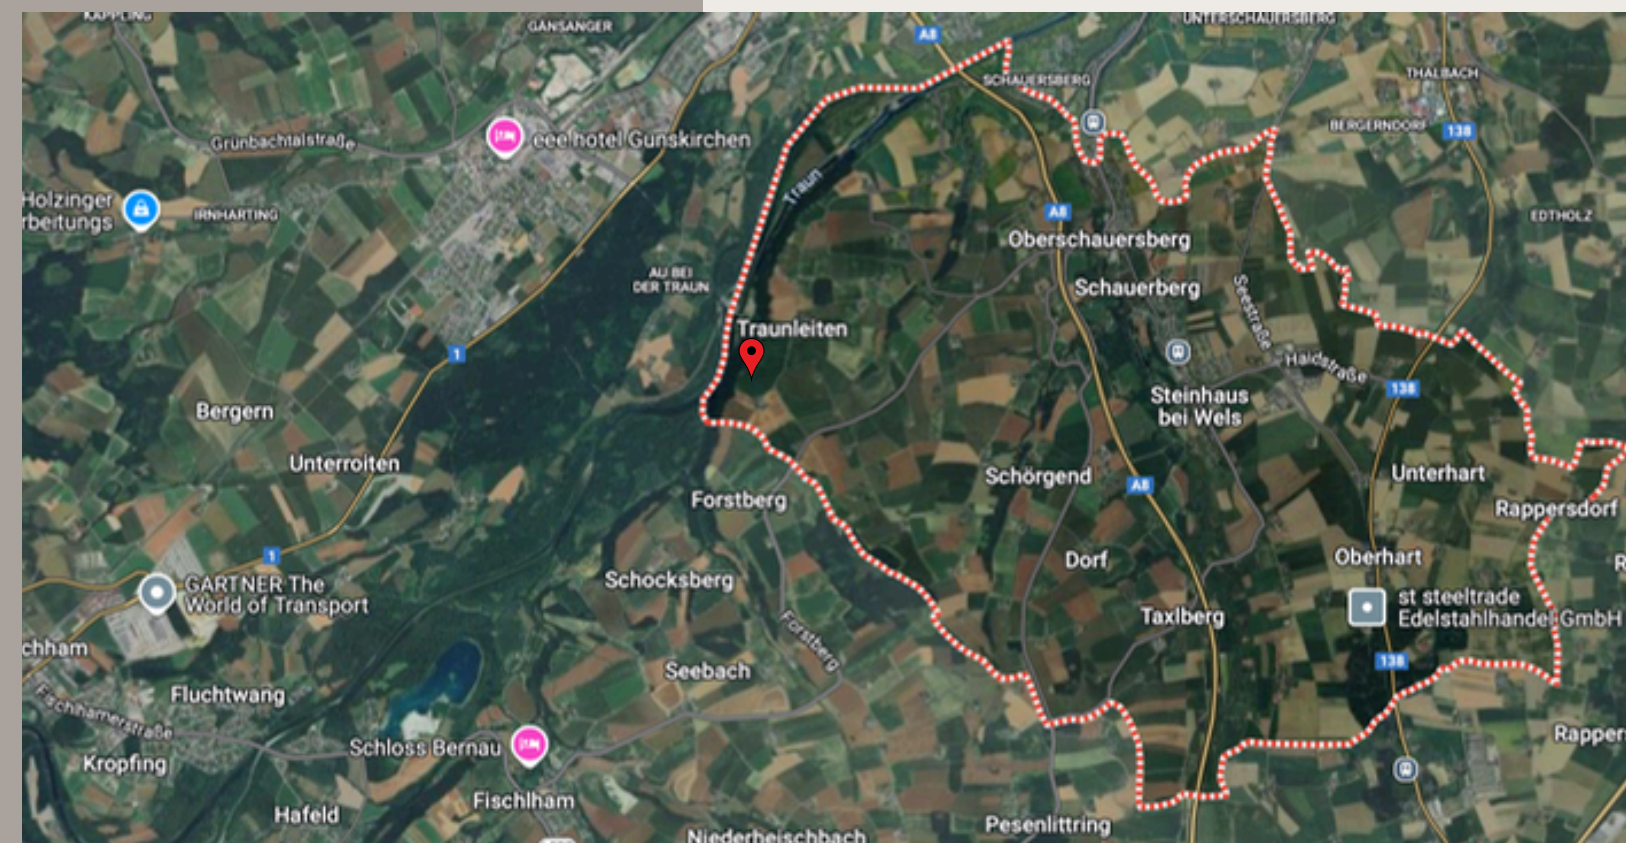 KAPPLING
GÄNSANGER
A8
UNTERSCHAUERSBERG
SCHAUERSBERG
THALBACH
Grünbachtalstraße
eee hotel Gunskirchen
BERGERNDORF
138
Holzinger
rbeitungs
IRNHARTING
Traun
A8
EDTHOLZ
Oberschauersberg
AU BEI
DER TRAUN
Schauerberg
Seestraße
Traunleiten
1
Haidstraße
138
Steinhaus
bei Wels
Bergern
Unterroiten
Schörgend
A8
Unterhart
Forstberg
Rappersdorf
1
Dorf
Oberhart
R
GARTNER The
World of Transport
Schocksberg
st steeltrade
Edelstahlhandel GmbH
Taxlberg
Forstberg
chham
138
Seebach
Fluchtwang
Fischlhamerstraße
Schloss Bernau
Rappers
Kropfing
Fischlham
Hafeld
Pesenlittring
Niederheischbach